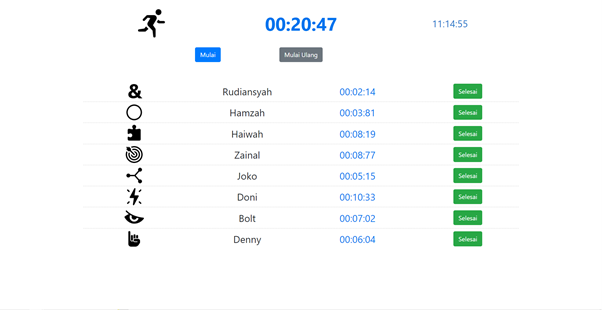 00:20:47 11:14:55
Mulai Mulai Ulang
& Rudiansyah 00:02:14 Selesai
Hamzah 00:03:81 Selesai
Haiwah 00:08:19 Selesai
Zainal 00:08:77 Selesai
Joko 00:05:15 Selesai
Doni 00:10:33 Selesai
Bolt 00:07:02 Selesai
Denny 00:06:04 Selesai